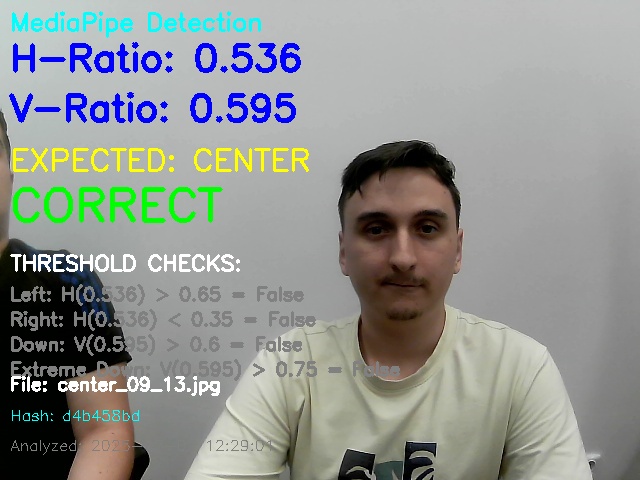 MediaPipe Detection
H-Ratio: 0.536
V-Ratio: 0.595
EXPECTED: CENTER
CORRECT
THRESHOLD CHECKS:
Left: H(0.536) > 0.65 = False
Right: H(0.536) < 0.35 = False
Down: V(0.595) > 0.6 = False
Extreme Down: V(0.595) > 0.75 = False
File: center_09_13.jpg
Hash: d4b458bd
Analyzed: 12:29:01